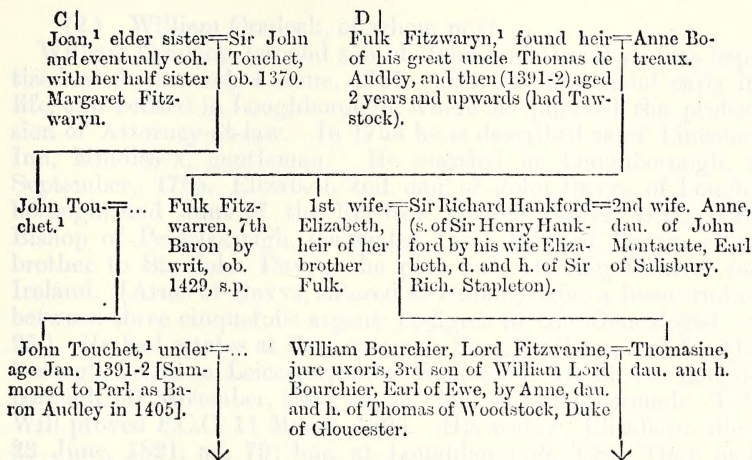 C
Joan,¹ elder sister
and eventually coh.
with her half sister
Margaret Fitz-
waryn.
Sir John
Touchet,
ob. 1370.
D
Fulk Fitzwaryn,¹ found heir
of his great uncle Thomas de
Audley, and then (1391-2) aged
2 years and upwards (had Taw-
stock).
Anne Bo-
treaux.
John Tou-
chet.¹
...
Fulk Fitz-
warren, 7th
Baron by
writ, ob.
1429, s.p.
1st wife.
Elizabeth,
heir of her
brother
Fulk.
Sir Richard Hankford
(s. of Sir Henry Hank-
ford by his wife Eliza-
beth, d. and h. of Sir
Rich. Stapleton).
2nd wife. Anne,
dau. of John
Montacute, Earl
of Salisbury.
John Touchet,¹ under
age Jan. 1391-2 [Sum-
moned to Parl. as Ba-
ron Audley in 1405].
...
William Bourchier, Lord Fitzwarine,
jure uxoris, 3rd son of William Lord
Bourchier, Earl of Ewe, by Anne, dau.
and h. of Thomas of Woodstock, Duke
of Gloucester.
Thomasine,
dau. and h.